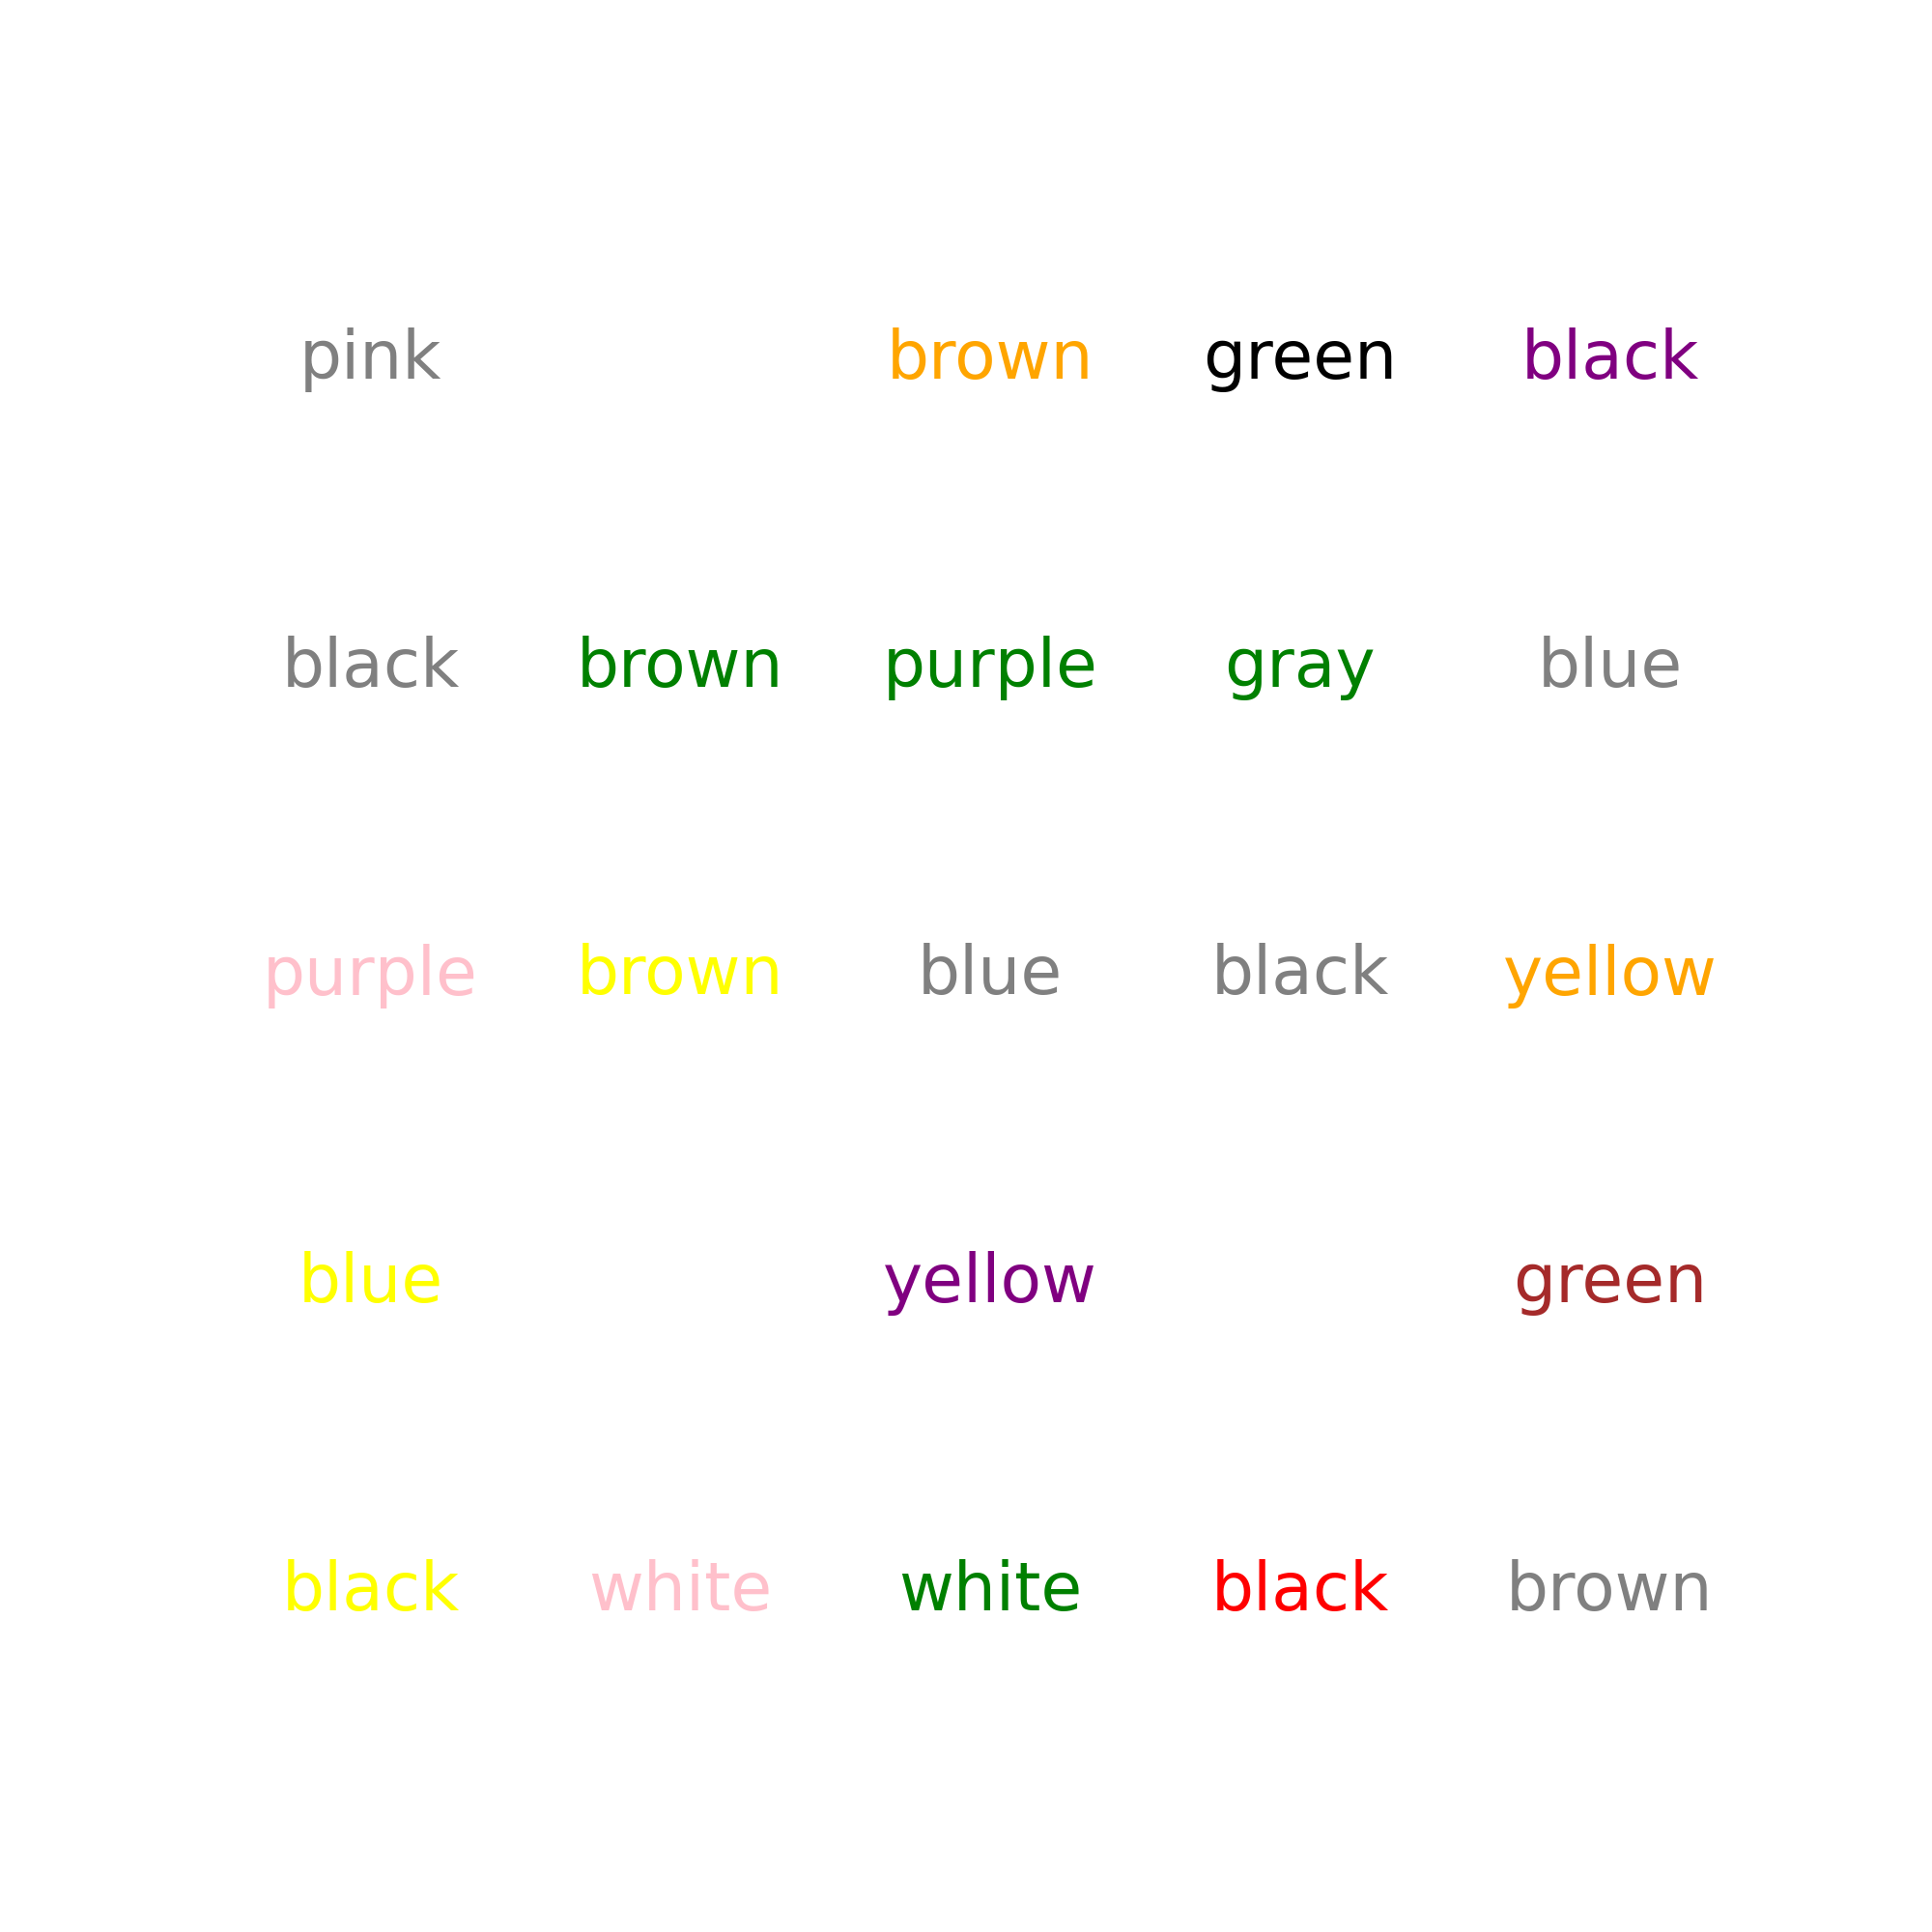 pink brown green black
black brown purple gray blue
purple brown blue black yellow
blue yellow green
black white white black brown